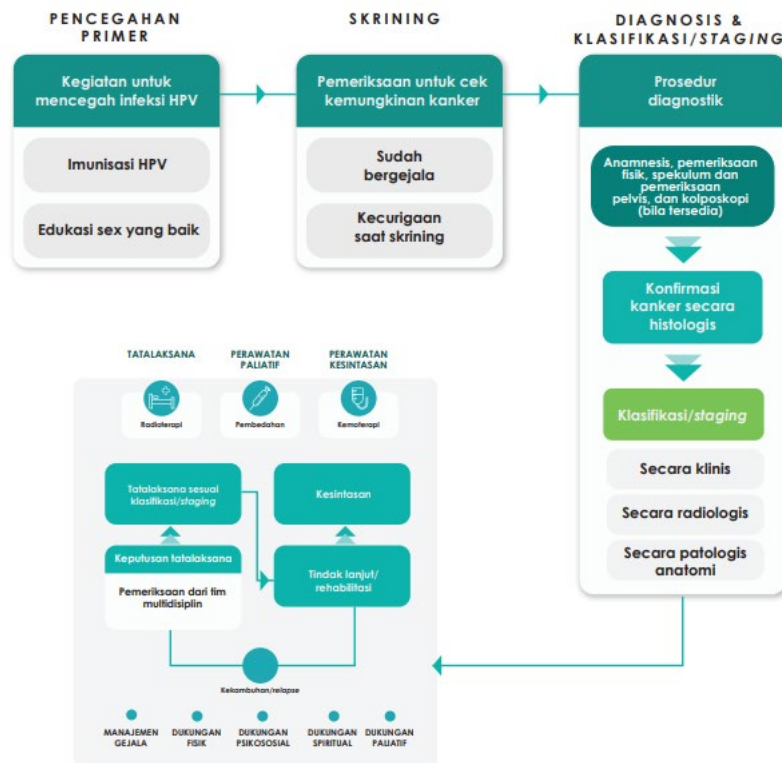 PENCEGAHAN
PRIMER
Kegiatan untuk
mencegah infeksi HPV
Imunisasi HPV
Edukasi sex yang baik
SKRINING
Pemeriksaan untuk cek
kemungkinan kanker
Sudah
bergejala
Kecurigaan
saat skrining
DIAGNOSIS &
KLASIFIKASI/STAGING
Prosedur
diagnostik
Anamnesis, pemeriksaan
fisik, spekulum dan
pemeriksaan
pelvis, dan kolposkopi
(bila tersedia)
Konfirmasi
kanker secara
histologis
Klasifikasi/staging
Secara klinis
Secara radiologis
Secara patologis
anatomi
TATALAKSANA
Radioterapi
PERAWATAN
PALIATIF
Pembedahan
PERAWATAN
KESINTASAN
Kemoterapi
Tatalaksana sesuai
klasifikasi/staging
Kesintasan
Keputusan tatalaksana
Pemeriksaan dari tim
multidisiplin
Tindak lanjut/
rehabilitasi
Kekambuhan/relapse
MANAJEMEN
GEJALA
DUKUNGAN
FISIK
DUKUNGAN
PSIKOSOSIAL
DUKUNGAN
SPIRITUAL
DUKUNGAN
PALIATIF